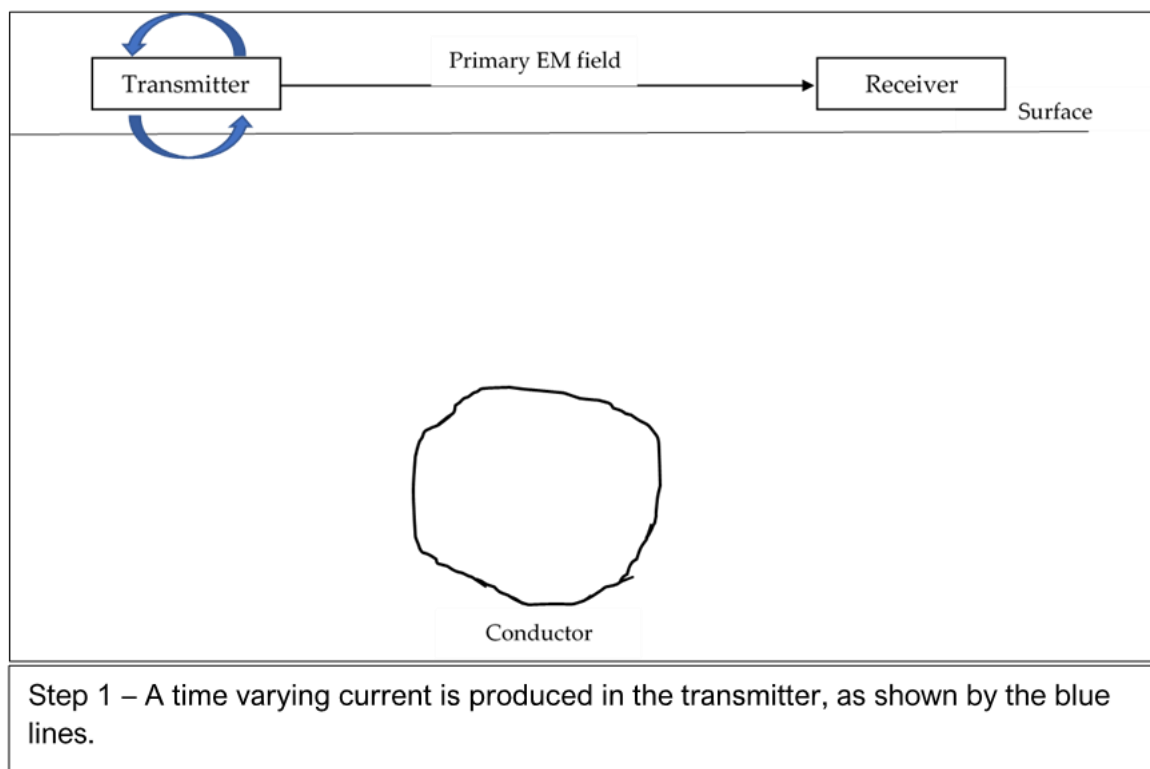 Primary EM field
Transmitter
Receiver
Surface
Conductor
Step 1 – A time varying current is produced in the transmitter, as shown by the blue
lines.